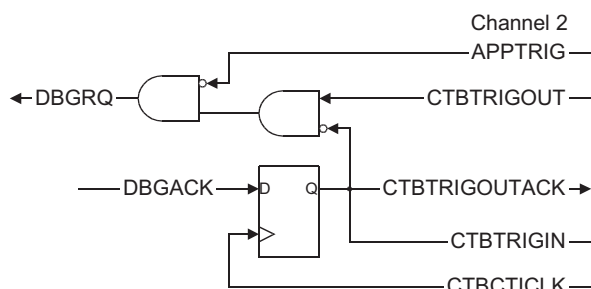 Channel 2
APPTRIG
DBGRQ
CTBTRIGOUT
DBGACK
D
Q
CTBTRIGOUTACK
CTBTRIGIN
CTBCTICLK